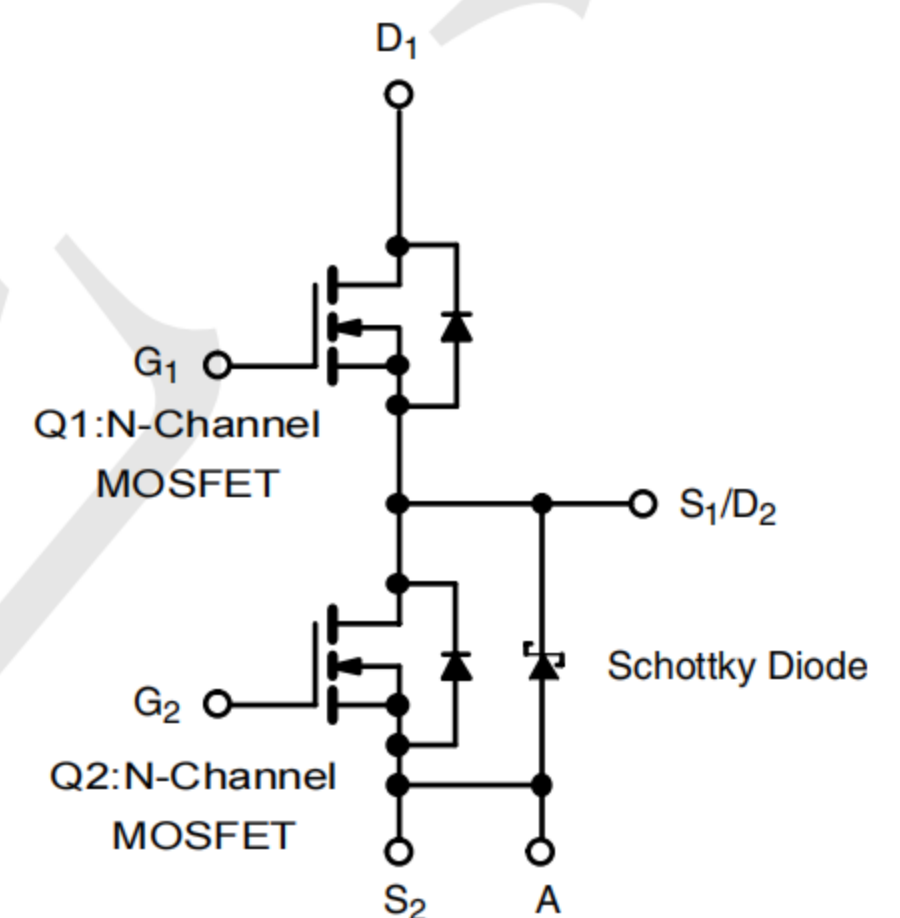 D1
G1
Q1:N-Channel
MOSFET
S1/D2
Schottky Diode
G2
Q2:N-Channel
MOSFET
S2
A